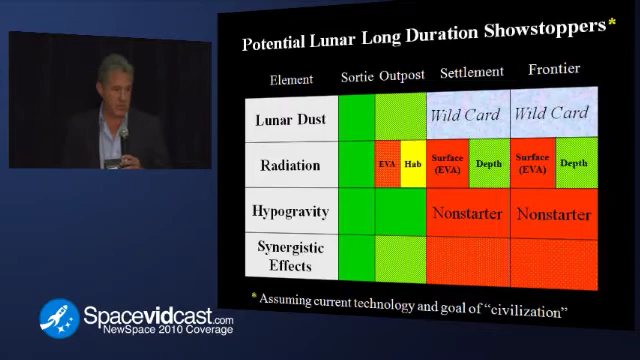 Potential Lunar Long Duration Showstoppers*
Element Sortie Outpost Settlement Frontier
Lunar Dust Wild Card Wild Card
Radiation EVA Hab Surface (EVA) Depth Surface (EVA) Depth
Hypogravity Nonstarter Nonstarter
Synergistic
Effects
* Assuming current technology and goal of "civilization"
Spacevidcast.com
NewSpace 2010 Coverage